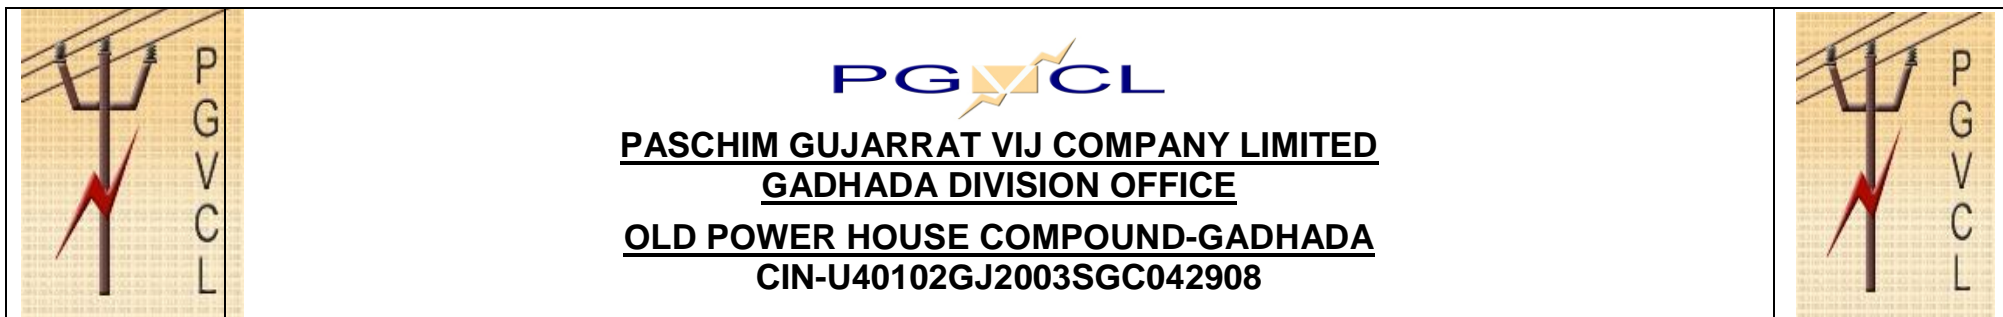 P
G
V
C
L
PGVCL
PASCHIM GUJARRAT VIJ COMPANY LIMITED
GADHADA DIVISION OFFICE
OLD POWER HOUSE COMPOUND-GADHADA
CIN-U40102GJ2003SGC042908
P
G
V
C
L